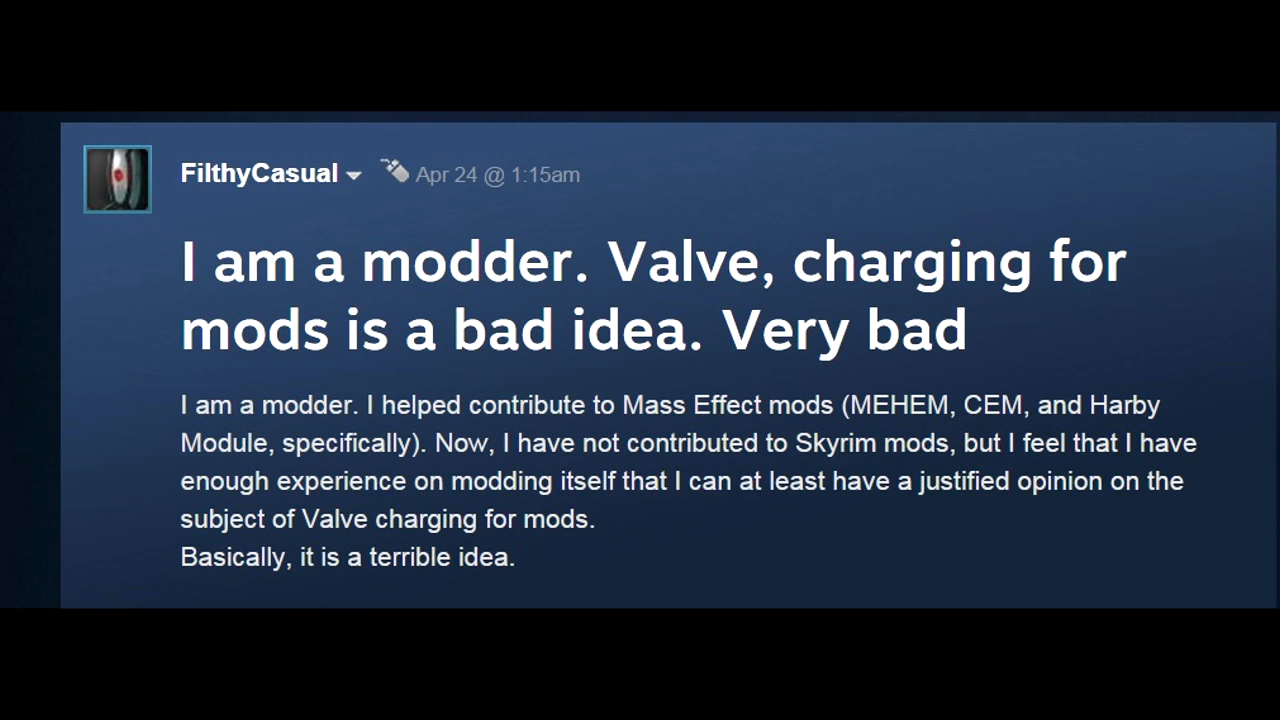 FilthyCasual Apr 24 @ 1:15am
I am a modder. Valve, charging for
mods is a bad idea. Very bad
I am a modder. I helped contribute to Mass Effect mods (MEHEM, CEM, and Harby
Module, specifically). Now, I have not contributed to Skyrim mods, but I feel that I have
enough experience on modding itself that I can at least have a justified opinion on the
subject of Valve charging for mods.
Basically, it is a terrible idea.